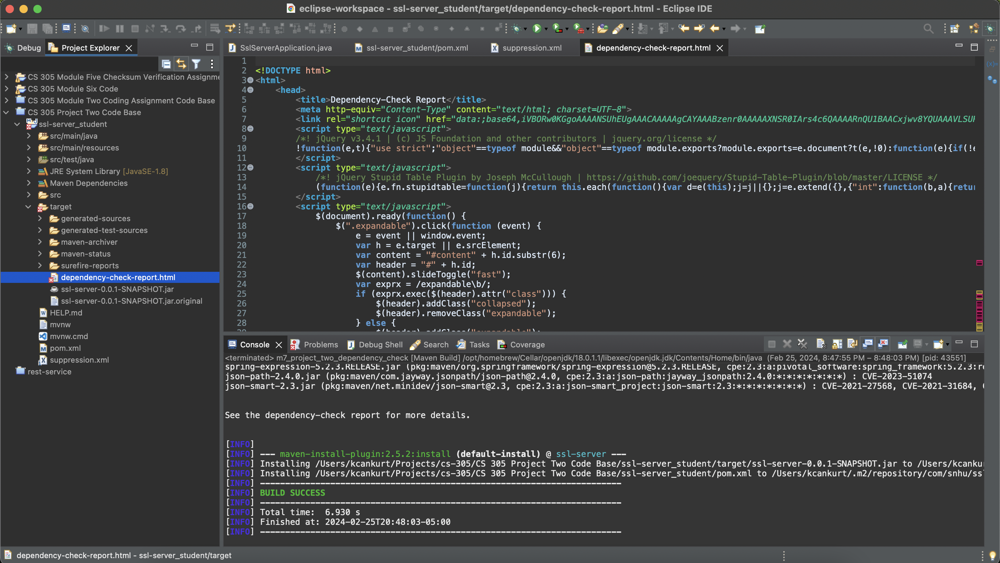 eclipse-workspace - ssl-server_student/target/dependency-check-report.html - Eclipse IDE
Debug
Project Explorer
CS 305 Module Five Checksum Verification Assignme
CS 305 Module Six Code
CS 305 Module Two Coding Assignment Code Base
CS 305 Project Two Code Base
ssl-server_student
src/main/java
src/main/resources
src/test/java
JRE System Library [JavaSE-1.8]
Maven Dependencies
src
target
generated-sources
generated-test-sources
maven-archiver
maven-status
surefire-reports
dependency-check-report.html
ssl-server-0.0.1-SNAPSHOT.jar
ssl-server-0.0.1-SNAPSHOT.jar.original
HELP.md
mvnw
mvnw.cmd
pom.xml
suppression.xml
rest-service
SslServerApplication.java
ssl-server_student/pom.xml
suppression.xml
dependency-check-report.html
1
2 <!DOCTYPE html>
3 <html>
4 <head>
5 <title>Dependency-Check Report</title>
6 <meta http-equiv="Content-Type" content="text/html; charset=UTF-8">
7 <link rel="shortcut icon" href="data:;base64,iVBORw0KGgoAAAANSUhEUgAAACAAAAAgCAYAAABzenr0AAAAAXNSR0IArs4c6QAAAARnQU1BAACxjwv8YQUAAAVLSUh
8 <script type="text/javascript">
9 /*! jQuery v3.4.1 | (c) JS Foundation and other contributors | jquery.org/license */
10 !function(e,t){"use strict";"object"==typeof module&&"object"==typeof module.exports?module.exports=e.document?t(e,!0):function(e){if(!e
11 </script>
12 <script type="text/javascript">
13 /*! jQuery Stupid Table Plugin by Joseph McCullough | https://github.com/joequery/Stupid-Table-Plugin/blob/master/LICENSE */
14 (function(e){e.fn.stupidtable=function(j){return this.each(function(){var d=e(this);j=j||{};j=e.extend({},{"int":function(b,a){retur
15 </script>
16 <script type="text/javascript">
17 $(document).ready(function() {
18 $(".expandable").click(function (event) {
19 e = event || window.event;
20 var h = e.target || e.srcElement;
21 var content = "#content" + h.id.substr(6);
22 var header = "#" + h.id;
23 $(content).slideToggle("fast");
24 var exprx = /expandable\b/;
25 if (exprx.exec($(header).attr("class"))) {
26 $(header).addClass("collapsed");
27 $(header).removeClass("expandable");
28 } else {
29 $(header).addClass("expandable");
Console
Problems
Debug Shell
Search
Tasks
Coverage
<terminated> m7_project_two_dependency_check [Maven Build] /opt/homebrew/Cellar/openjdk/18.0.1.1/libexec/openjdk.jdk/Contents/Home/bin/java (Feb 25, 2024, 8:47:55 PM – 8:48:03 PM) [pid: 43551]
spring-expression-5.2.3.RELEASE.jar (pkg:maven/org.springframework/spring-expression@5.2.3.RELEASE, cpe:2.3:a:pivotal_software:spring_framework:5.2.3:re
json-path-2.4.0.jar (pkg:maven/com.jayway.jsonpath/json-path@2.4.0, cpe:2.3:a:json-path:jayway_jsonpath:2.4.0:*:*:*:*:*:*:*) : CVE-2023-51074
json-smart-2.3.jar (pkg:maven/net.minidev/json-smart@2.3, cpe:2.3:a:json-smart_project:json-smart:2.3:*:*:*:*:*:*:*) : CVE-2021-27568, CVE-2021-31684, C
See the dependency-check report for more details.
[INFO]
[INFO] --- maven-install-plugin:2.5.2:install (default-install) @ ssl-server ---
[INFO] Installing /Users/kcankurt/Projects/cs-305/CS 305 Project Two Code Base/ssl-server_student/target/ssl-server-0.0.1-SNAPSHOT.jar to /Users/kcankur
[INFO] Installing /Users/kcankurt/Projects/cs-305/CS 305 Project Two Code Base/ssl-server_student/pom.xml to /Users/kcankurt/.m2/repository/com/snhu/ssl
[INFO] ------------------------------------------------------------------------
[INFO] BUILD SUCCESS
[INFO] ------------------------------------------------------------------------
[INFO] Total time:  6.930 s
[INFO] Finished at: 2024-02-25T20:48:03-05:00
[INFO] ------------------------------------------------------------------------
dependency-check-report.html - ssl-server_student/target